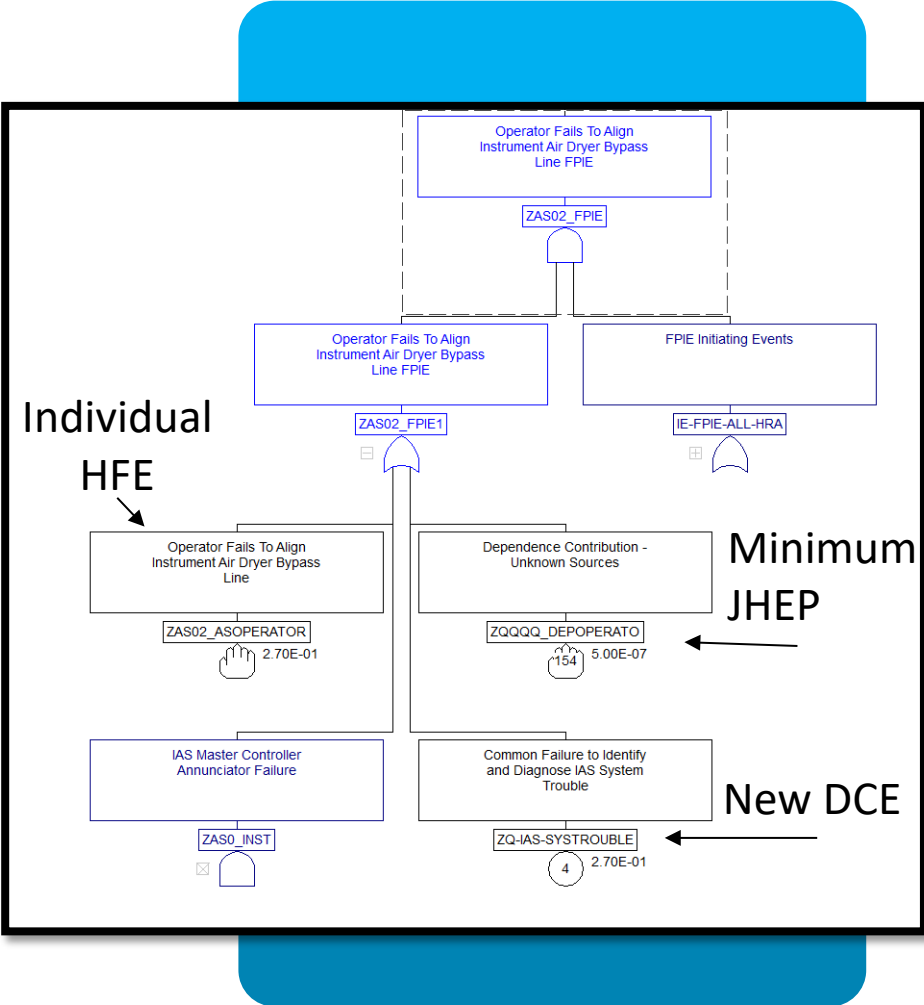 Operator Fails To Align
Instrument Air Dryer Bypass
Line FPIE
ZAS02_FPIE
Operator Fails To Align
Instrument Air Dryer Bypass
Line FPIE
ZAS02_FPIE1
FPIE Initiating Events
IE-FPIE-ALL-HRA
Individual
HFE
Operator Fails To Align
Instrument Air Dryer Bypass
Line
ZAS02_ASOPERATOR
2.70E-01
Dependence Contribution -
Unknown Sources
ZQQQQ_DEPOPERATO
154
5.00E-07
Minimum
JHEP
IAS Master Controller
Annunciator Failure
ZAS0_INST
Common Failure to Identify
and Diagnose IAS System
Trouble
ZQ-IAS-SYSTROUBLE
4
2.70E-01
New DCE